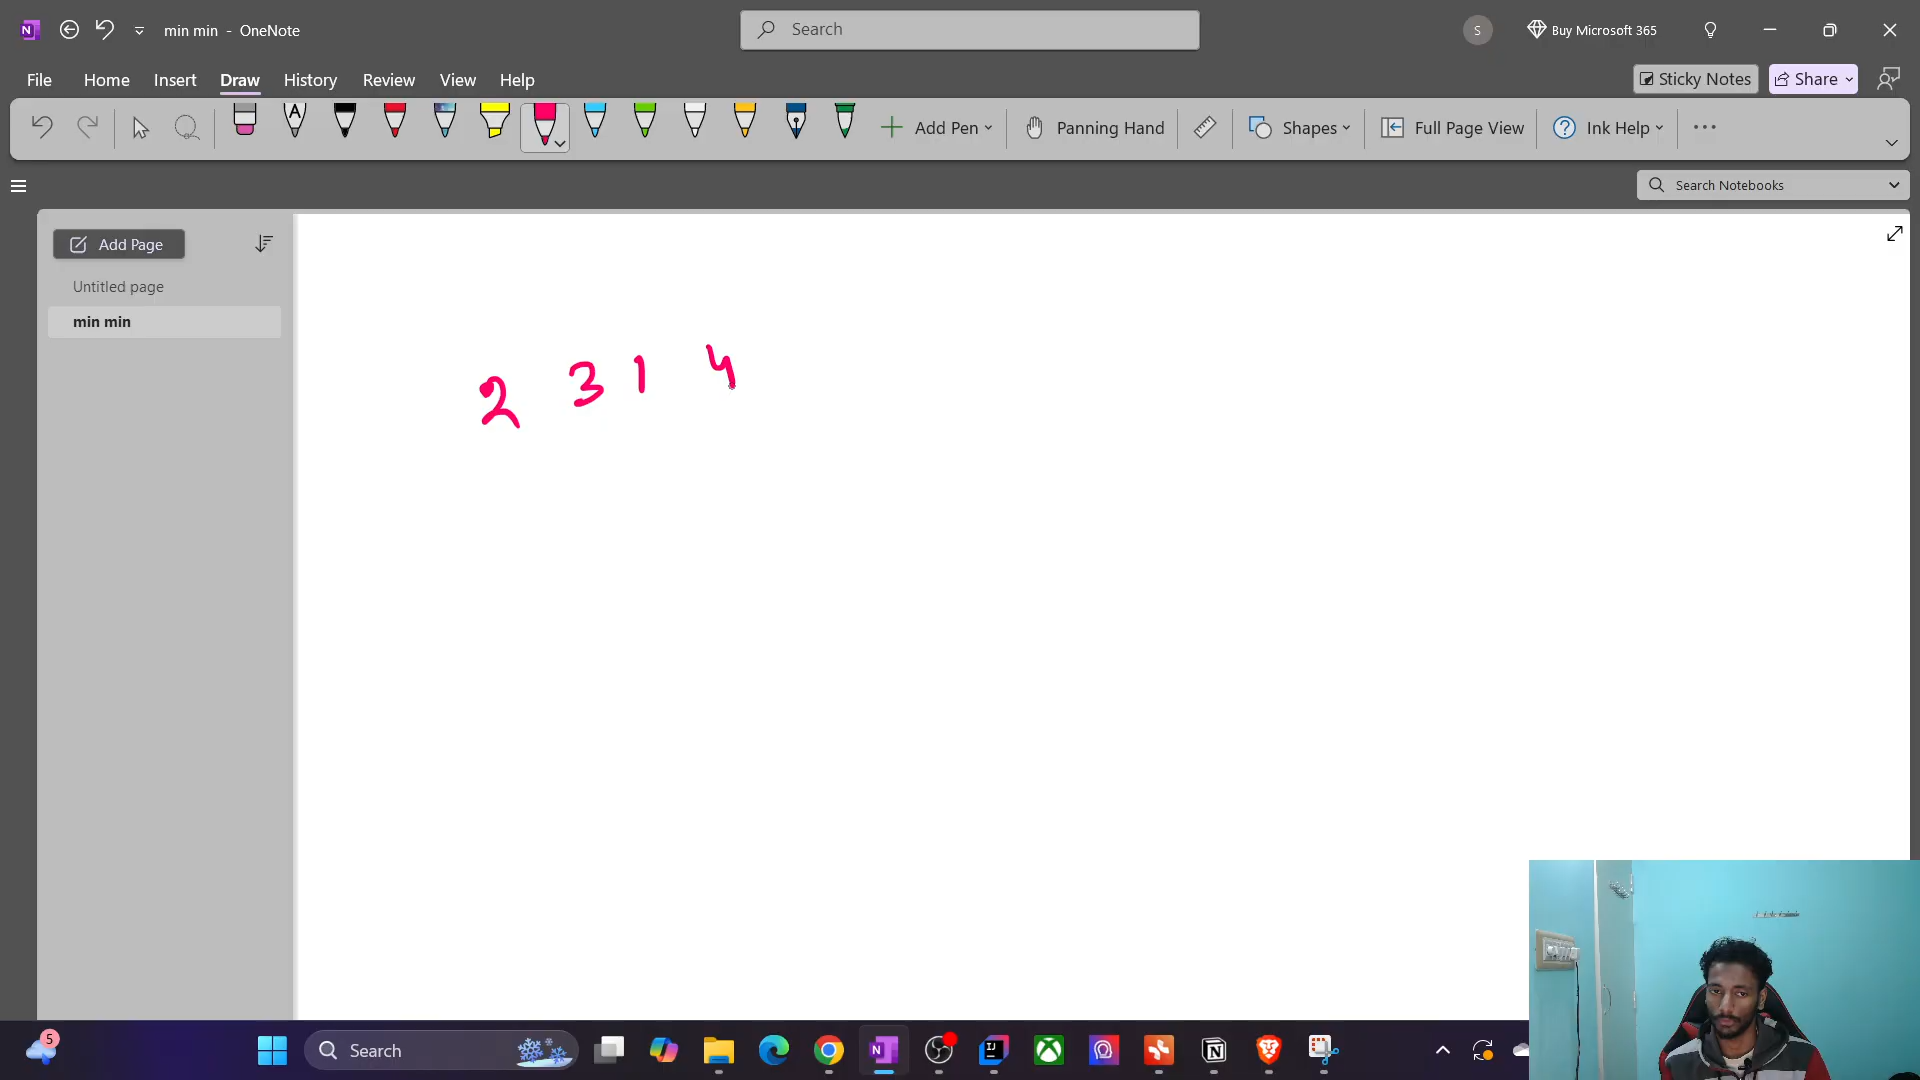 min min - OneNote
Search
S
Buy Microsoft 365
File Home Insert Draw History Review View Help
Sticky Notes
Share
Add Pen
Panning Hand
Shapes
Full Page View
Ink Help
Search Notebooks
Add Page
Untitled page
min min
2 3 1 4
5
Search